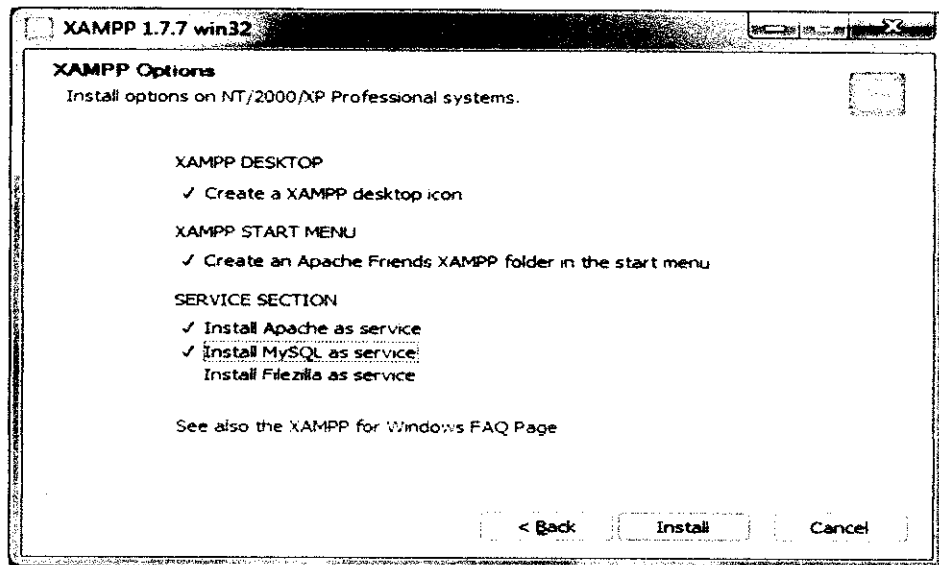 XAMPP 1.7.7 win32
XAMPP Options
Install options on NT/2000/XP Professional systems.
XAMPP DESKTOP
✓ Create a XAMPP desktop icon
XAMPP START MENU
✓ Create an Apache Friends XAMPP folder in the start menu
SERVICE SECTION
✓ Install Apache as service
✓ Install MySQL as service
Install Filezilla as service
See also the XAMPP for Windows FAQ Page
< Back Install Cancel